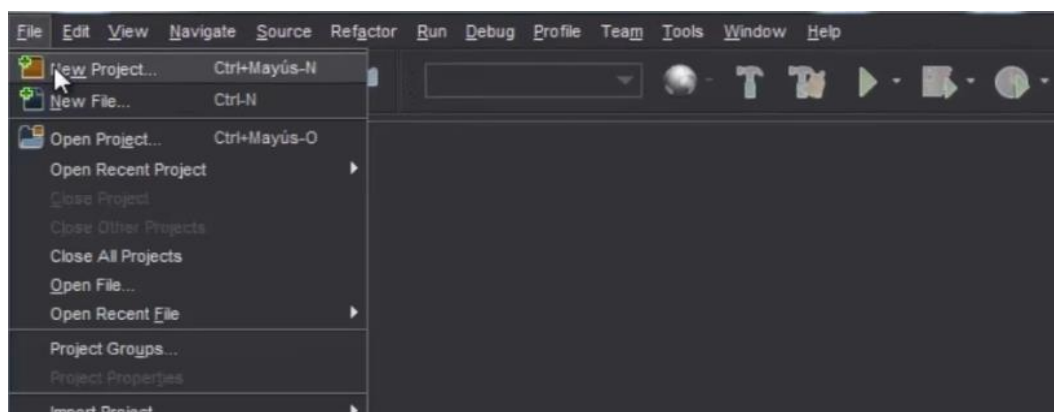 File Edit View Navigate Source Refactor Run Debug Profile Team Tools Window Help
New Project... Ctrl+Mayús-N
New File... Ctrl-N
Open Project... Ctrl+Mayús-O
Open Recent Project
Close Project
Close Other Projects
Close All Projects
Open File...
Open Recent File
Project Groups...
Project Properties
Import Project